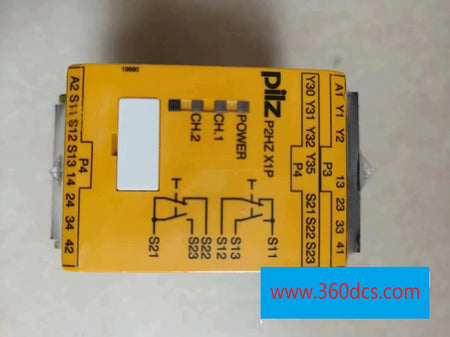 19880
pilz
P2HZ X1P
POWER
CH.1
CH.2
A1 Y1 Y2 13 23 33 41
P3
Y30 Y31 Y32 Y35 S21 S22 S23
P4
S11
S13
S12
S22
S23
S21
A2 S11 S12 S13 14 24 34 42
P4
www.360dcs.com